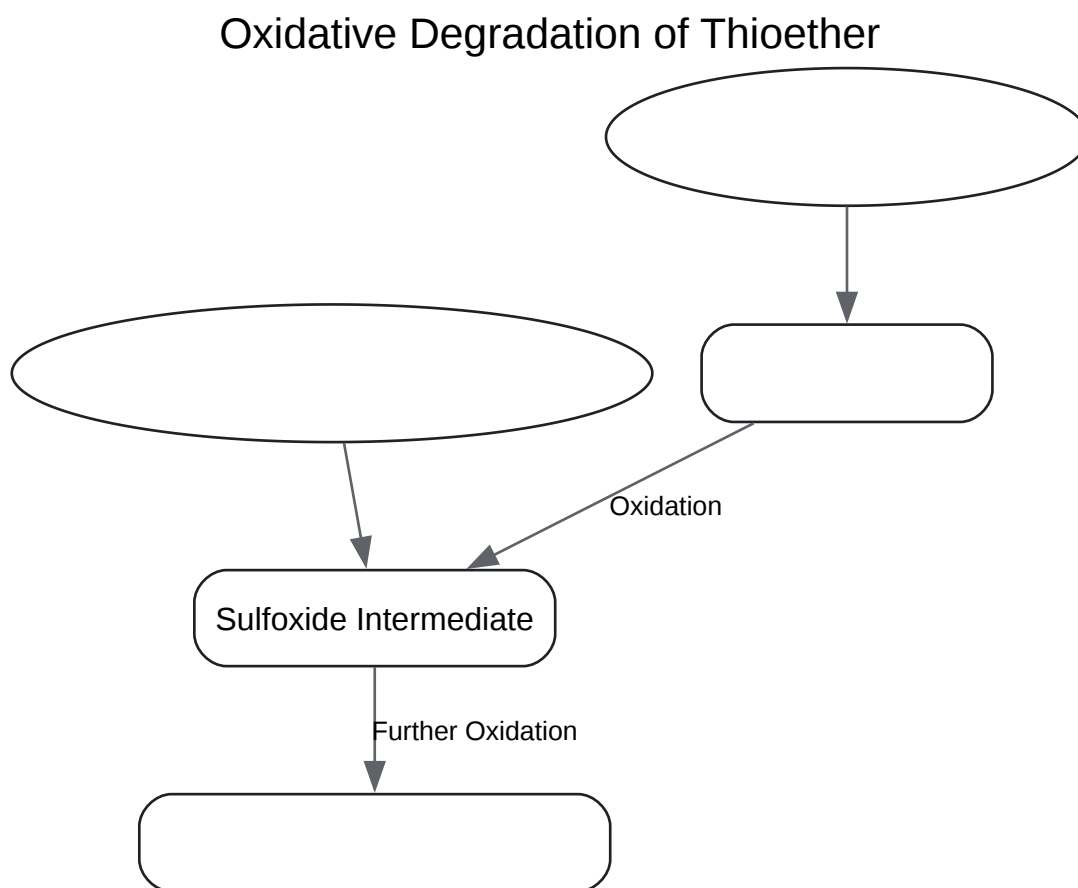 Oxidative Degradation of Thioether
Oxidation
Sulfoxide Intermediate
Further Oxidation